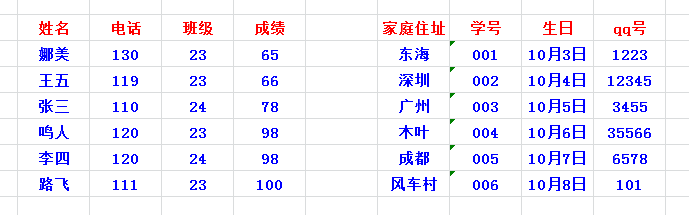 姓名 电话 班级 成绩 家庭住址 学号 生日 qq号
娜美 130 23 65 东海 001 10月3日 1223
王五 119 23 66 深圳 002 10月4日 12345
张三 110 24 78 广州 003 10月5日 3455
鸣人 120 23 98 木叶 004 10月6日 35566
李四 120 24 98 成都 005 10月7日 6578
路飞 111 23 100 风车村 006 10月8日 101